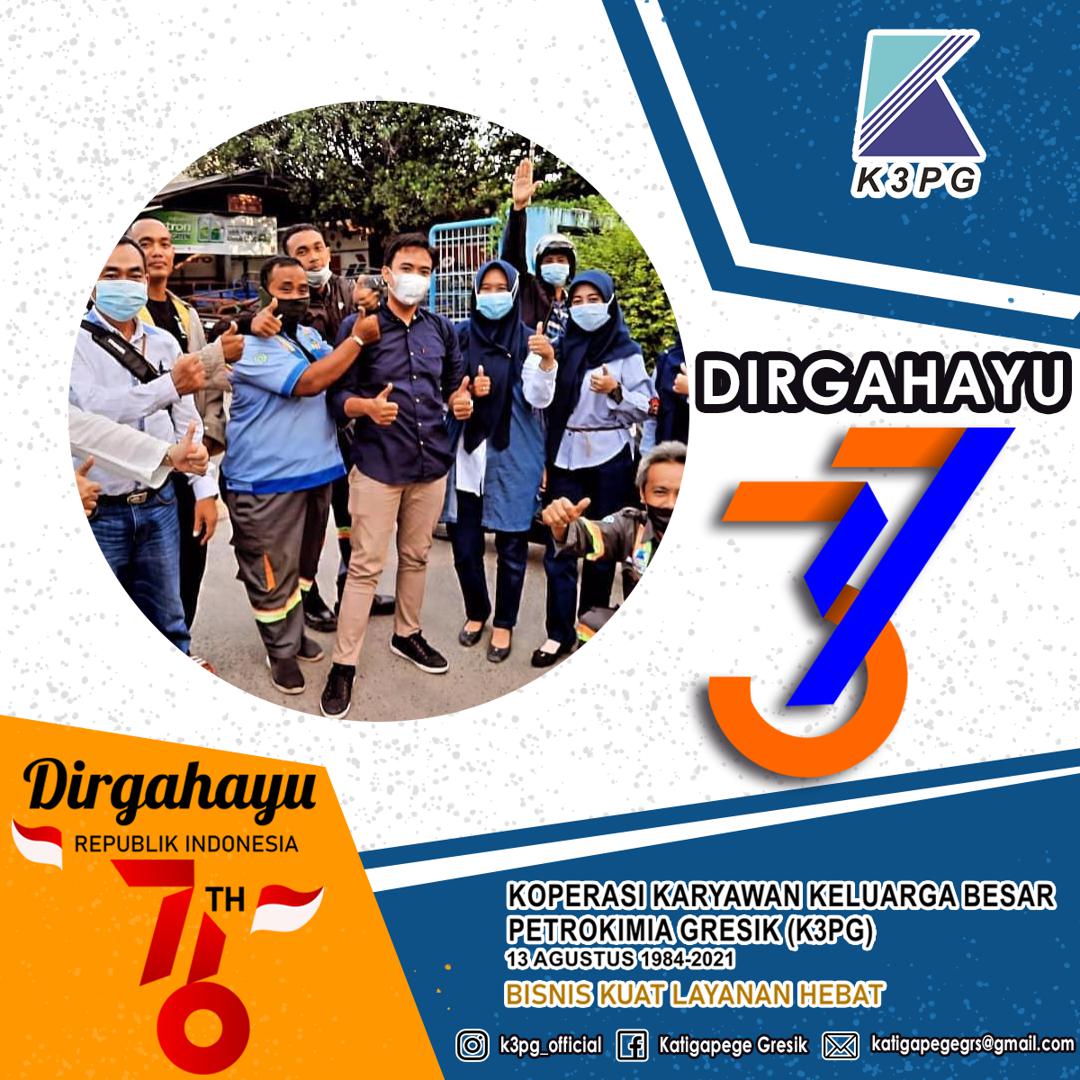 K3PG
DIRGAHAYU
37
Dirgahayu
REPUBLIK INDONESIA
76 TH
KOPERASI KARYAWAN KELUARGA BESAR
PETROKIMIA GRESIK (K3PG)
13 AGUSTUS 1984-2021
BISNIS KUAT LAYANAN HEBAT
k3pg_official
Katigapege Gresik
katigapegegrs@gmail.com